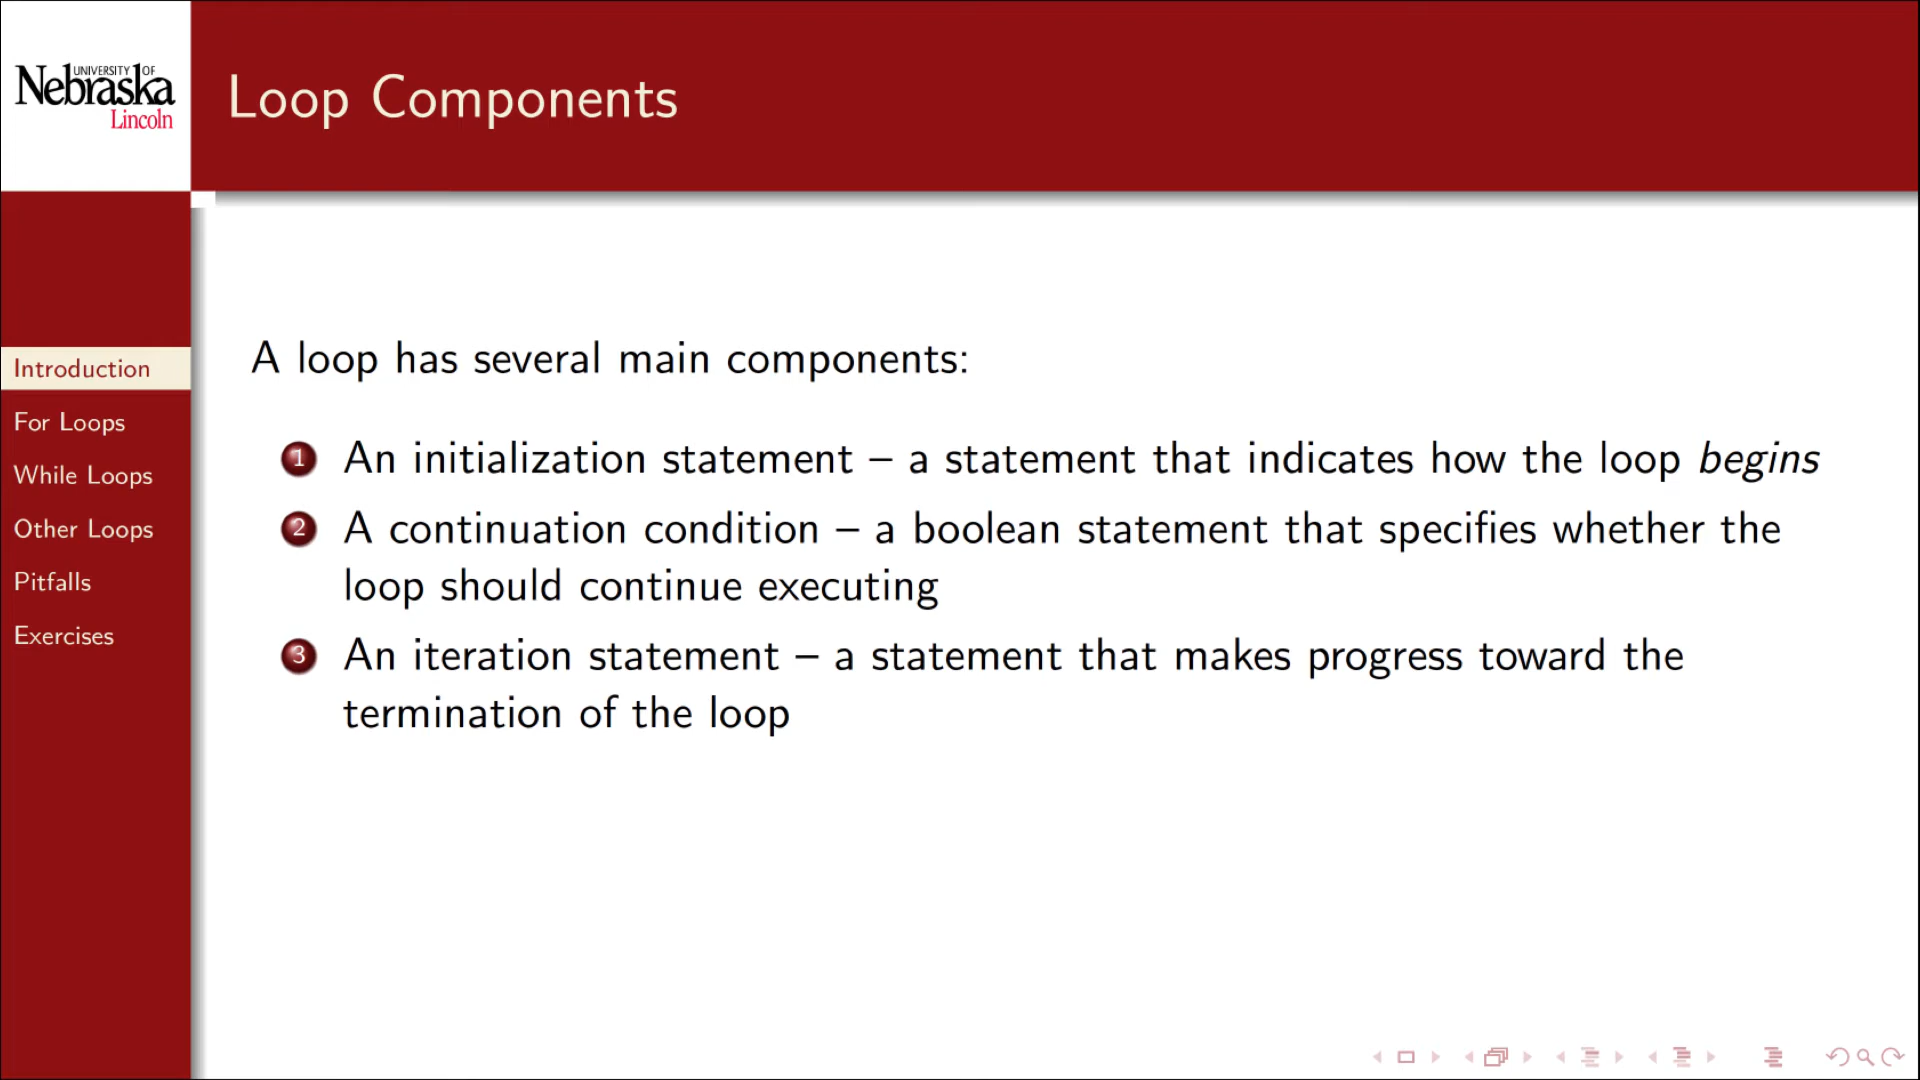 UNIVERSITY OF
Nebraska
Lincoln
Loop Components
Introduction
For Loops
While Loops
Other Loops
Pitfalls
Exercises
A loop has several main components:
1 An initialization statement – a statement that indicates how the loop begins
2 A continuation condition – a boolean statement that specifies whether the
loop should continue executing
3 An iteration statement – a statement that makes progress toward the
termination of the loop